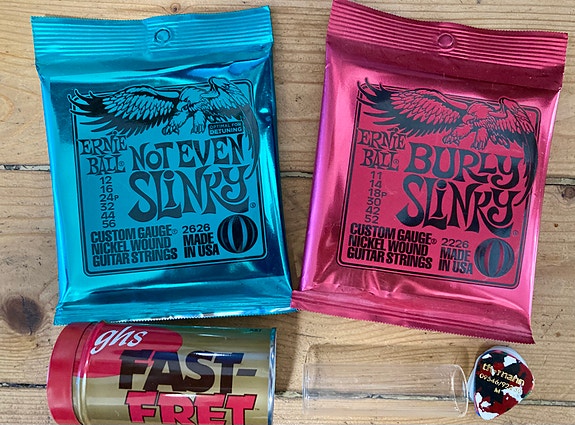 ERNIE
BALL®
NOT EVEN
SLINKY®
OPTIMAL FOR
DETUNING
12
16
24P
32
44
56
CUSTOM GAUGE®
NICKEL WOUND
GUITAR STRINGS
2626
MADE
IN USA
ERNIE
BALL®
BURLY
SLINKY®
11
14
18P
30
42
52
CUSTOM GAUGE®
NICKEL WOUND
GUITAR STRINGS
2226
MADE
IN USA
ghs
FAST-
FRET
thomann
M